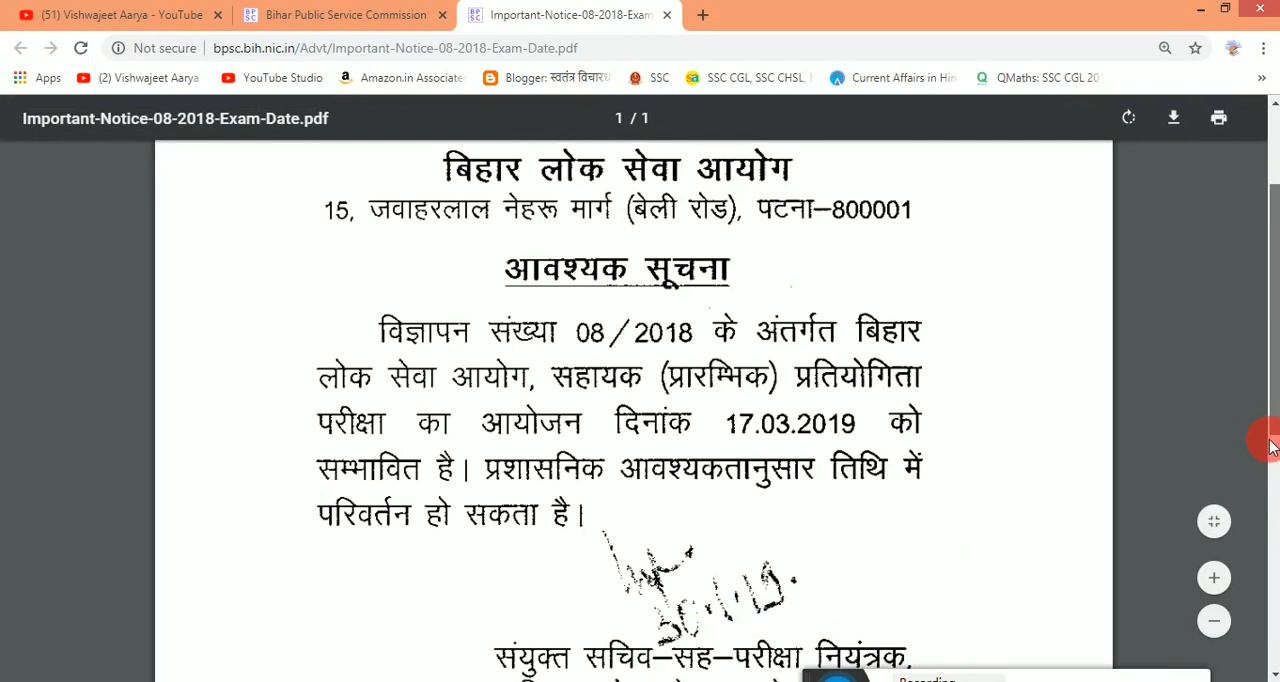 (51) Vishwajeet Aarya - YouTube
Bihar Public Service Commission
Important-Notice-08-2018-Exam
Not secure
bpsc.bih.nic.in/Advt/Important-Notice-08-2018-Exam-Date.pdf
Apps
(2) Vishwajeet Aarya
YouTube Studio
Amazon.in Associate
Blogger: स्वतंत्र विचार
SSC
SSC CGL, SSC CHSL,
Current Affairs in Hin
QMaths: SSC CGL 20
Important-Notice-08-2018-Exam-Date.pdf
1 / 1
बिहार लोक सेवा आयोग
15, जवाहरलाल नेहरू मार्ग (बेली रोड), पटना–800001
आवश्यक सूचना
विज्ञापन संख्या 08/2018 के अंतर्गत बिहार
लोक सेवा आयोग, सहायक (प्रारम्भिक) प्रतियोगिता
परीक्षा का आयोजन दिनांक 17.03.2019 को
सम्भावित है। प्रशासनिक आवश्यकतानुसार तिथि में
परिवर्तन हो सकता है।
30.1.19.
संयुक्त सचिव–सह–परीक्षा नियंत्रक,